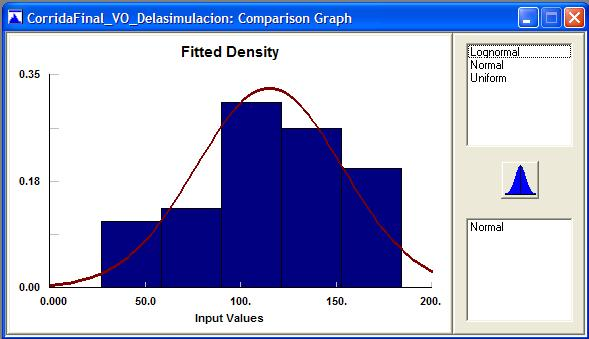 CorridaFinal_VO_Delasimulacion: Comparison Graph
Fitted Density
0.35
0.18
0.00
0.000 50.0 100. 150. 200.
Input Values
Lognormal
Normal
Uniform
Normal